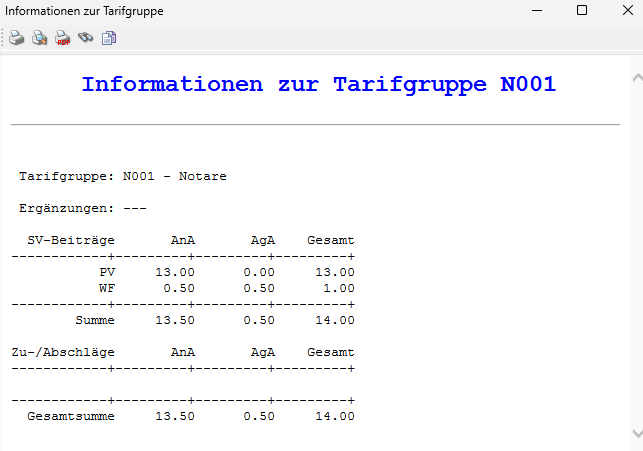 Informationen zur Tarifgruppe
PDF
Informationen zur Tarifgruppe N001
Tarifgruppe: N001 - Notare
Ergänzungen: ---
SV-Beiträge AnA AgA Gesamt
------------+---------+---------+---------+
PV 13.00 0.00 13.00
WF 0.50 0.50 1.00
------------+---------+---------+---------+
Summe 13.50 0.50 14.00
Zu-/Abschläge AnA AgA Gesamt
------------+---------+---------+---------+
------------+---------+---------+---------+
Gesamtsumme 13.50 0.50 14.00